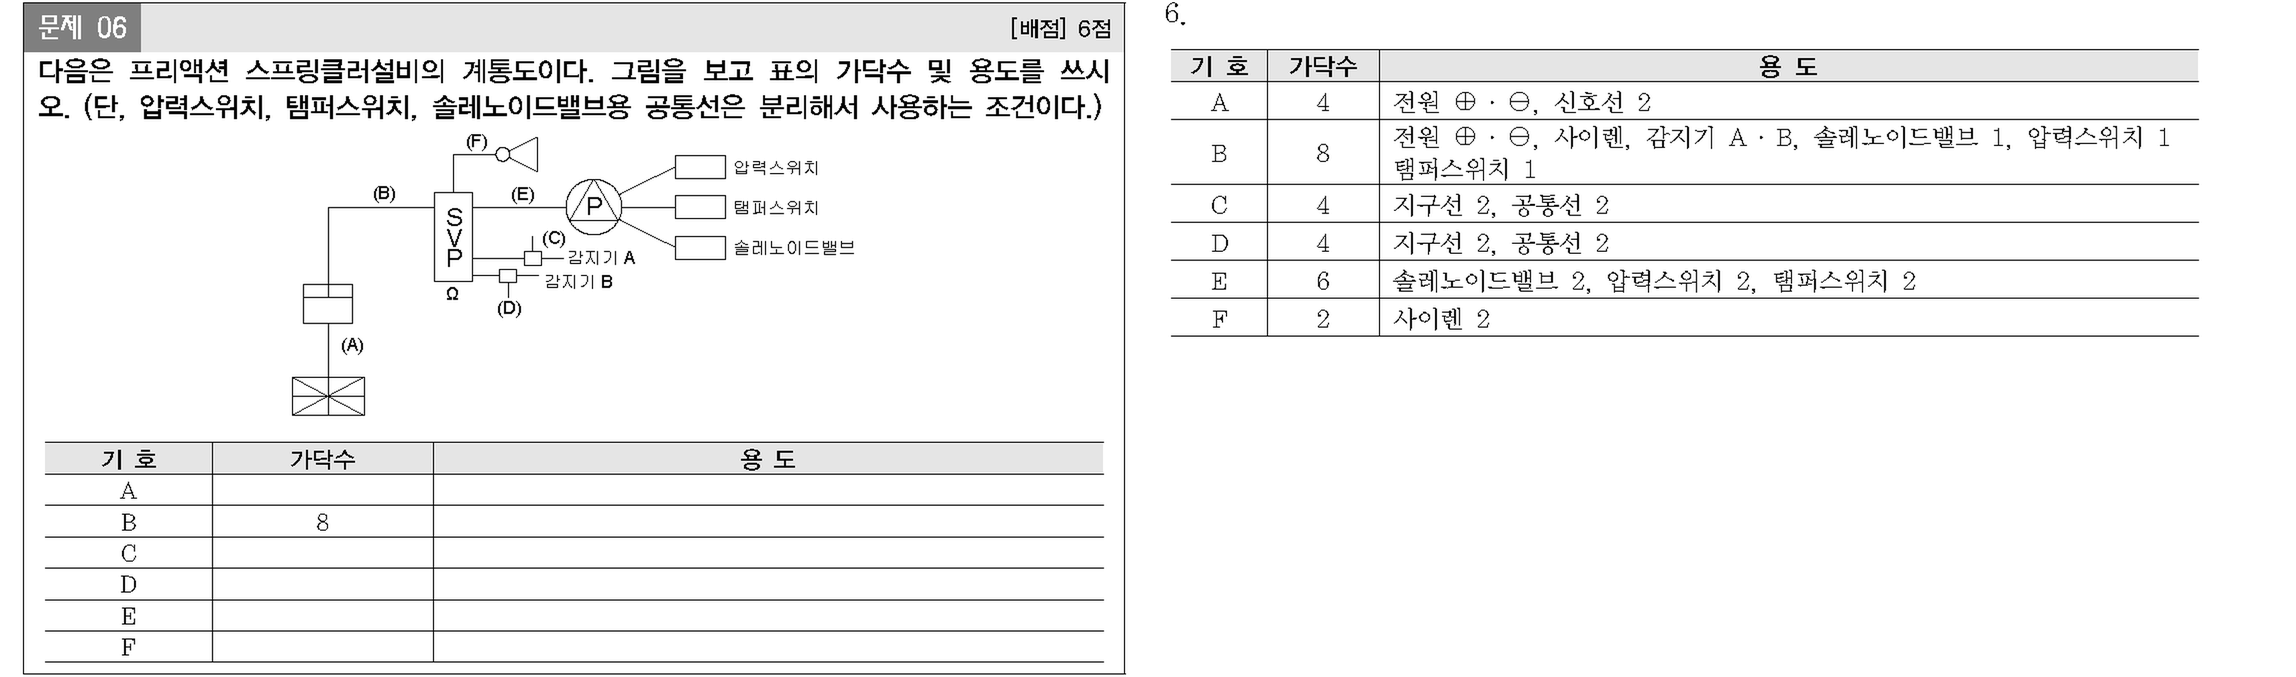 문제 06 [배점] 6점
다음은 프리액션 스프링클러설비의 계통도이다. 그림을 보고 표의 가닥수 및 용도를 쓰시
오. (단, 압력스위치, 탬퍼스위치, 솔레노이드밸브용 공통선은 분리해서 사용하는 조건이다.)
(F)
압력스위치
(B)
(E)
P
탬퍼스위치
SVP
(C)
솔레노이드밸브
감지기 A
감지기 B
Ω
(D)
(A)
기 호 가닥수 용 도
A
B 8
C
D
E
F
6.
기 호 가닥수 용 도
A 4 전원 ⊕ · ⊖, 신호선 2
B 8 전원 ⊕ · ⊖, 사이렌, 감지기 A · B, 솔레노이드밸브 1, 압력스위치 1
탬퍼스위치 1
C 4 지구선 2, 공통선 2
D 4 지구선 2, 공통선 2
E 6 솔레노이드밸브 2, 압력스위치 2, 탬퍼스위치 2
F 2 사이렌 2